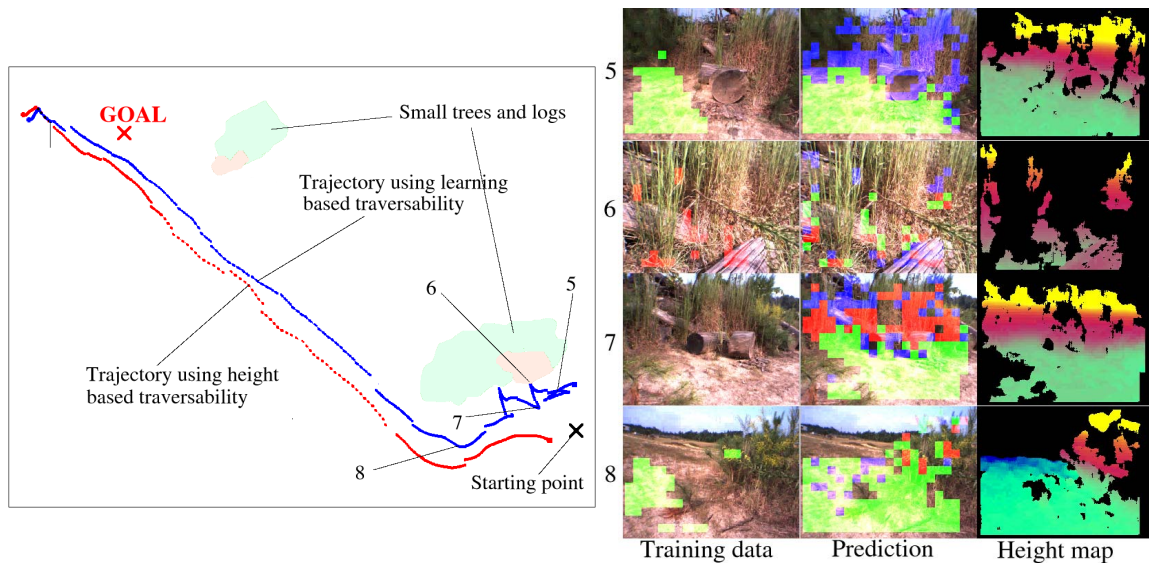 GOAL
Small trees and logs
Trajectory using learning
based traversability
6
5
Trajectory using height
based traversability
7
8
Starting point
5
6
7
8
Training data
Prediction
Height map